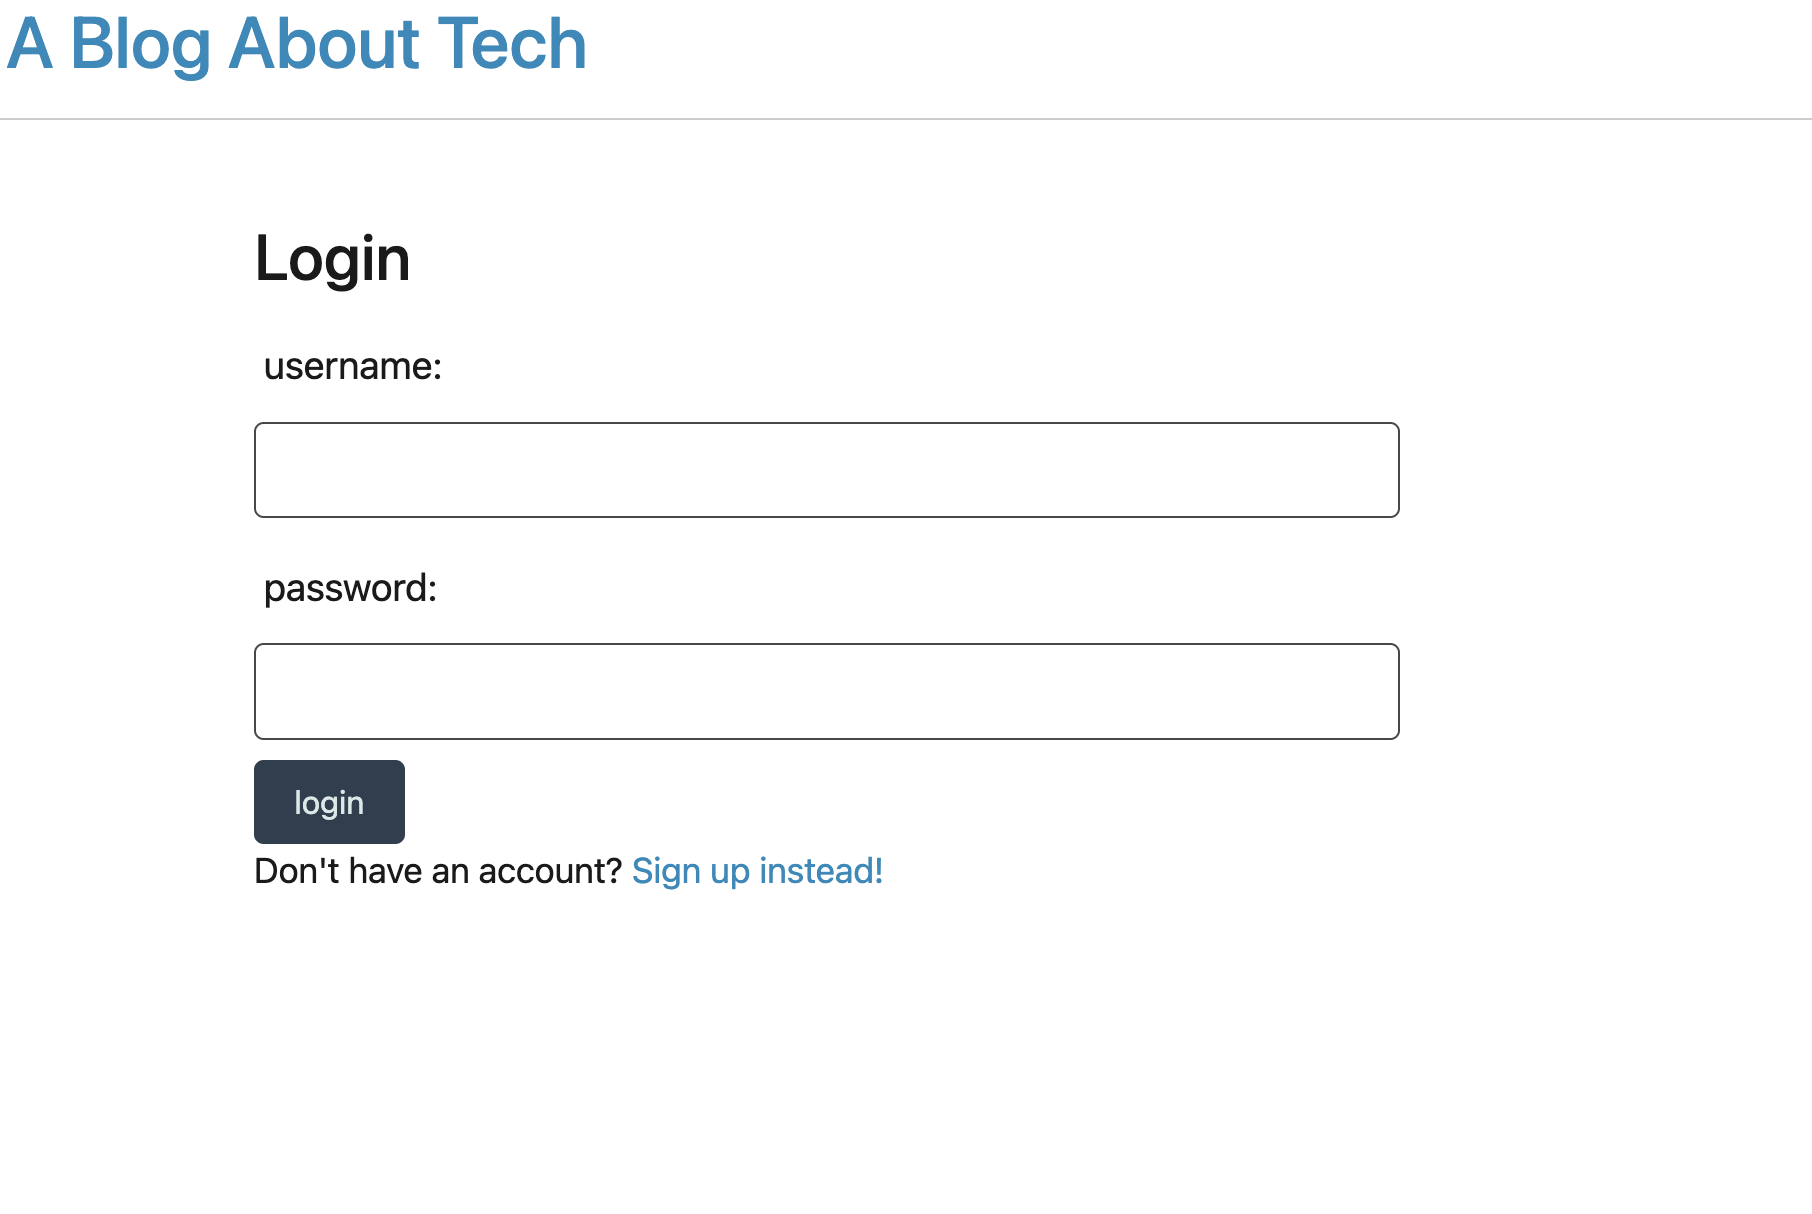 A Blog About Tech
Login
username:
password:
login
Don't have an account? Sign up instead!